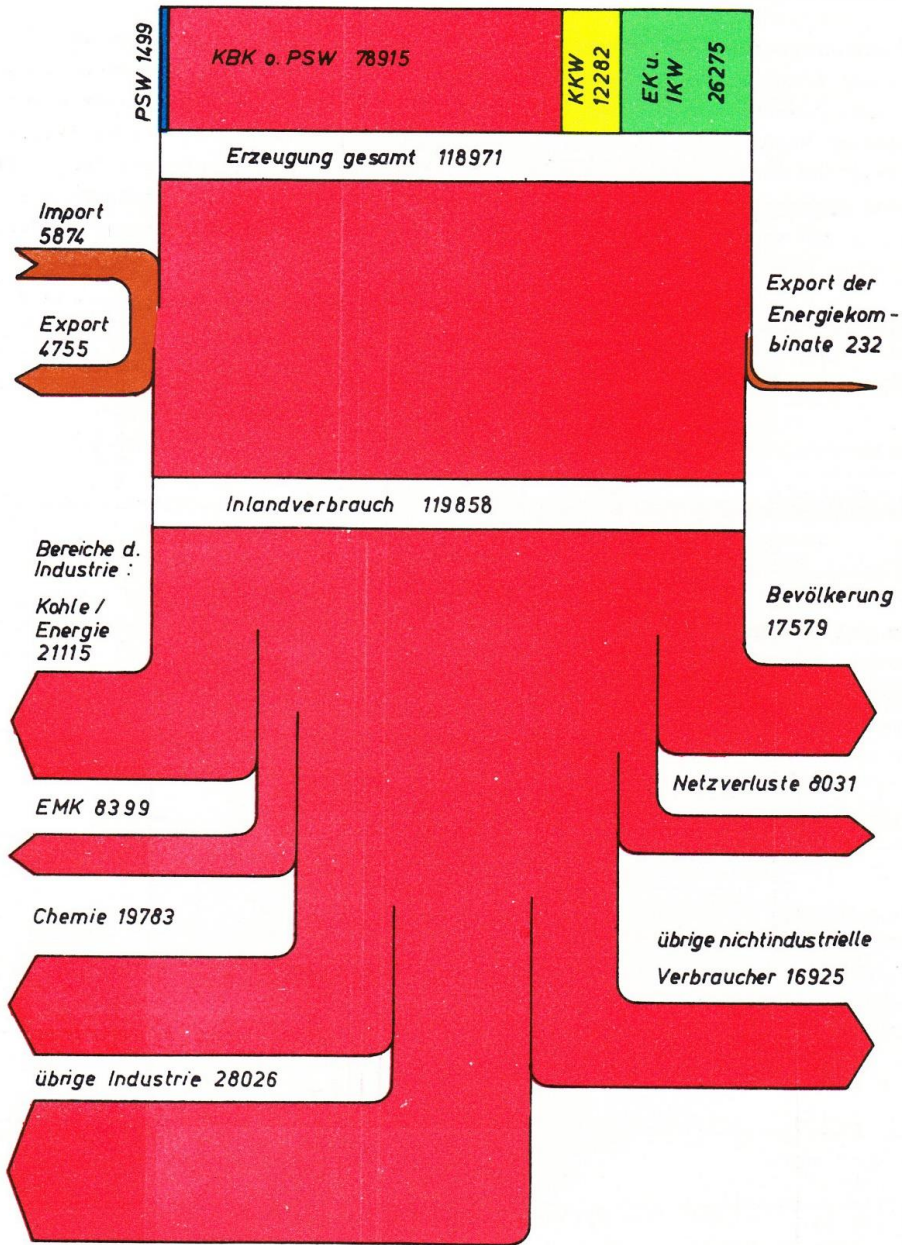 PSW 1499
KBK o. PSW 78915
KKW
12282
EK u.
IKW
26275
Erzeugung gesamt 118971
Import
5874
Export
4755
Export der
Energiekom-
binate 232
Inlandverbrauch 119858
Bereiche d.
Industrie :
Kohle /
Energie
21115
Bevölkerung
17579
EMK 8399
Netzverluste 8031
Chemie 19783
übrige nichtindustrielle
Verbraucher 16925
übrige Industrie 28026